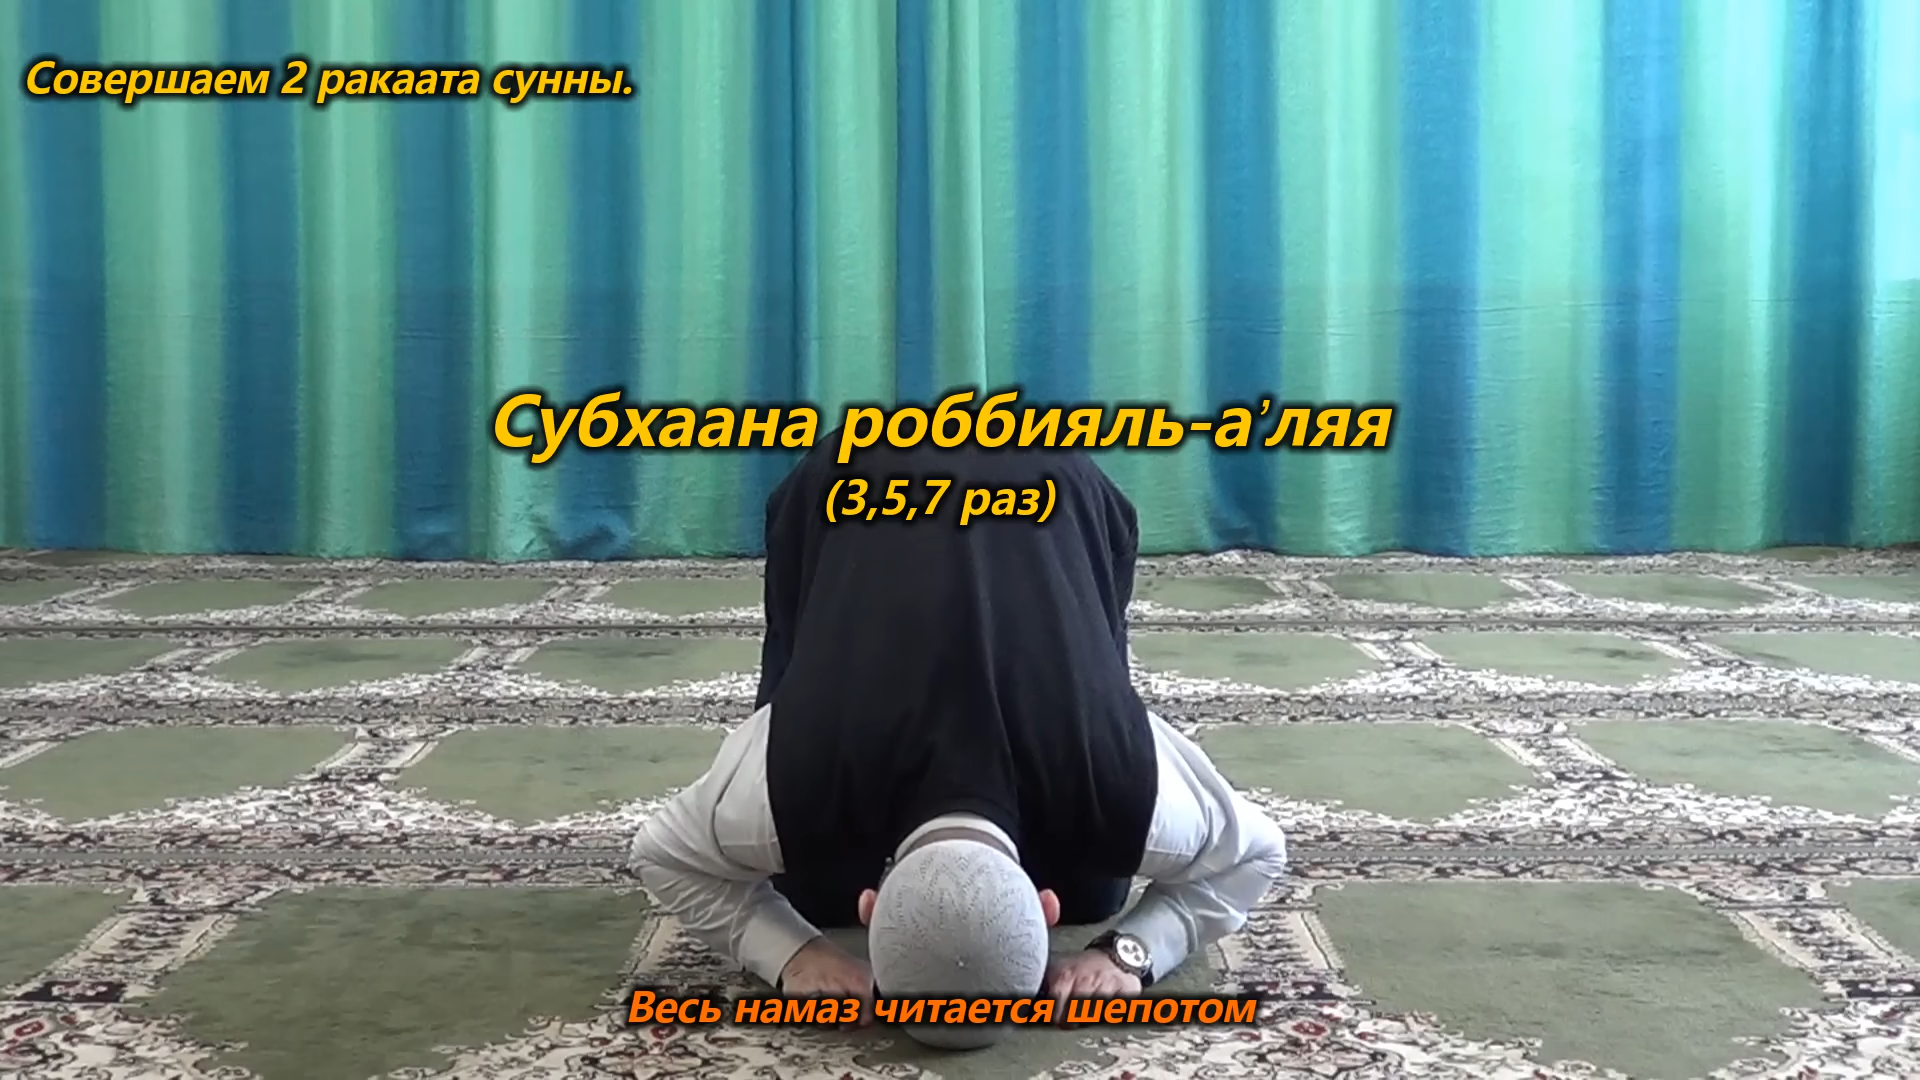 Совершаем 2 ракаата сунны.
Субхаана роббияль-а’ляя
(3,5,7 раз)
Весь намаз читается шепотом